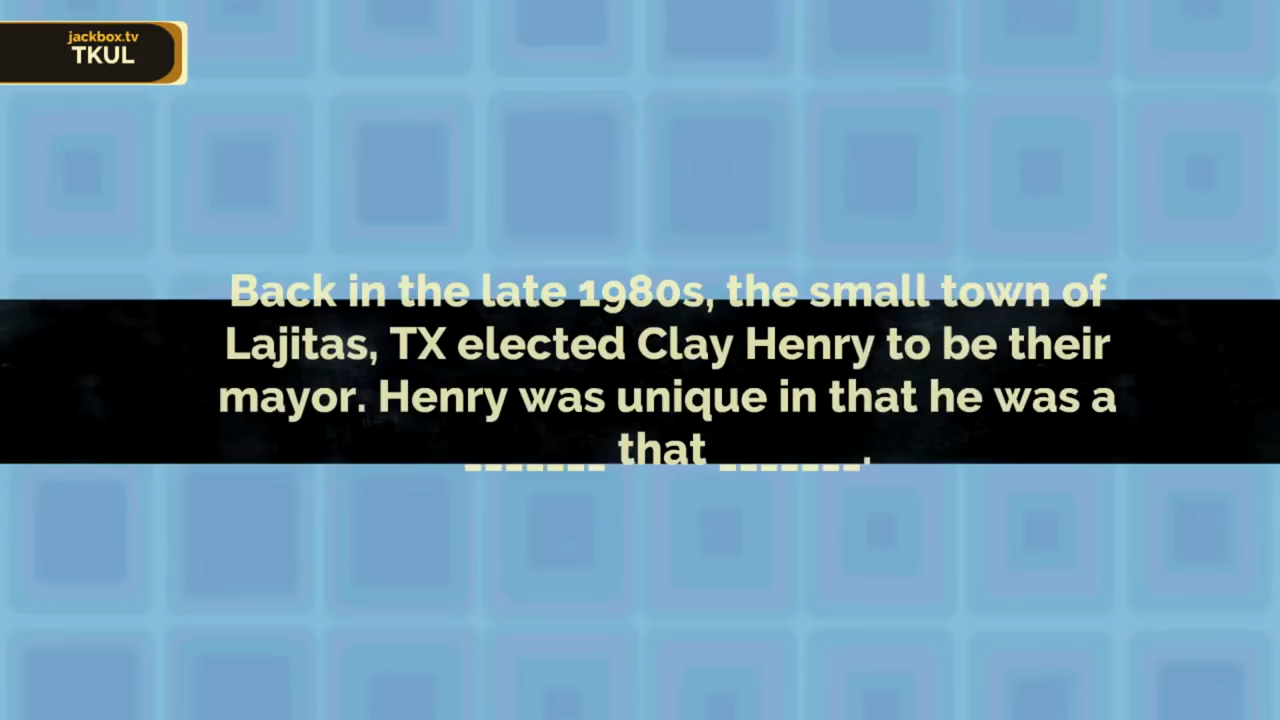 jackbox.tv
TKUL
Back in the late 1980s, the small town of
Lajitas, TX elected Clay Henry to be their
mayor. Henry was unique in that he was a
_______ that _______.